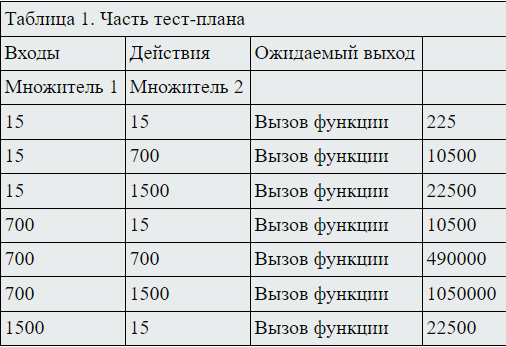 Таблица 1. Часть тест-плана
Входы Действия Ожидаемый выход
Множитель 1 Множитель 2
15 15 Вызов функции 225
15 700 Вызов функции 10500
15 1500 Вызов функции 22500
700 15 Вызов функции 10500
700 700 Вызов функции 490000
700 1500 Вызов функции 1050000
1500 15 Вызов функции 22500